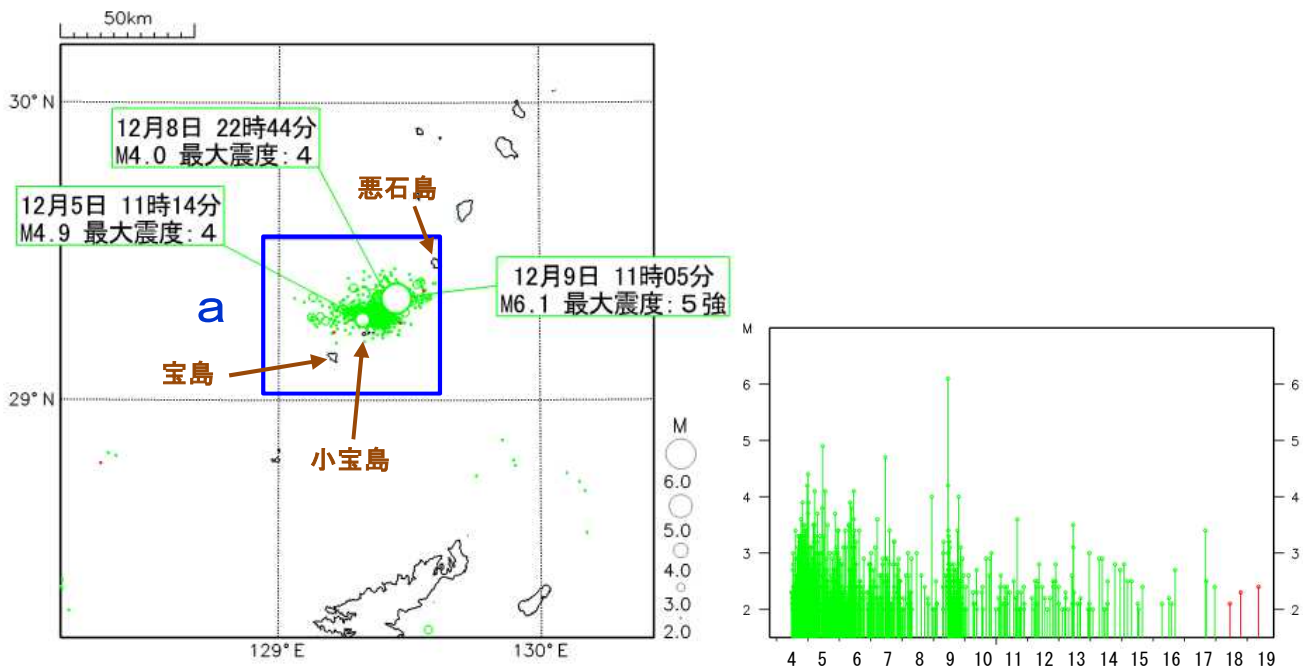 50km
30°N
12月8日 22時44分
M4.0 最大震度:4
悪石島
12月5日 11時14分
M4.9 最大震度:4
12月9日 11時05分
M6.1 最大震度:5強
a
宝島
29°N
小宝島
M
6.0
5.0
4.0
3.0
2.0
129°E
130°E
M
6
6
5
5
4
4
3
3
2
2
4 5 6 7 8 9 10 11 12 13 14 15 16 17 18 19